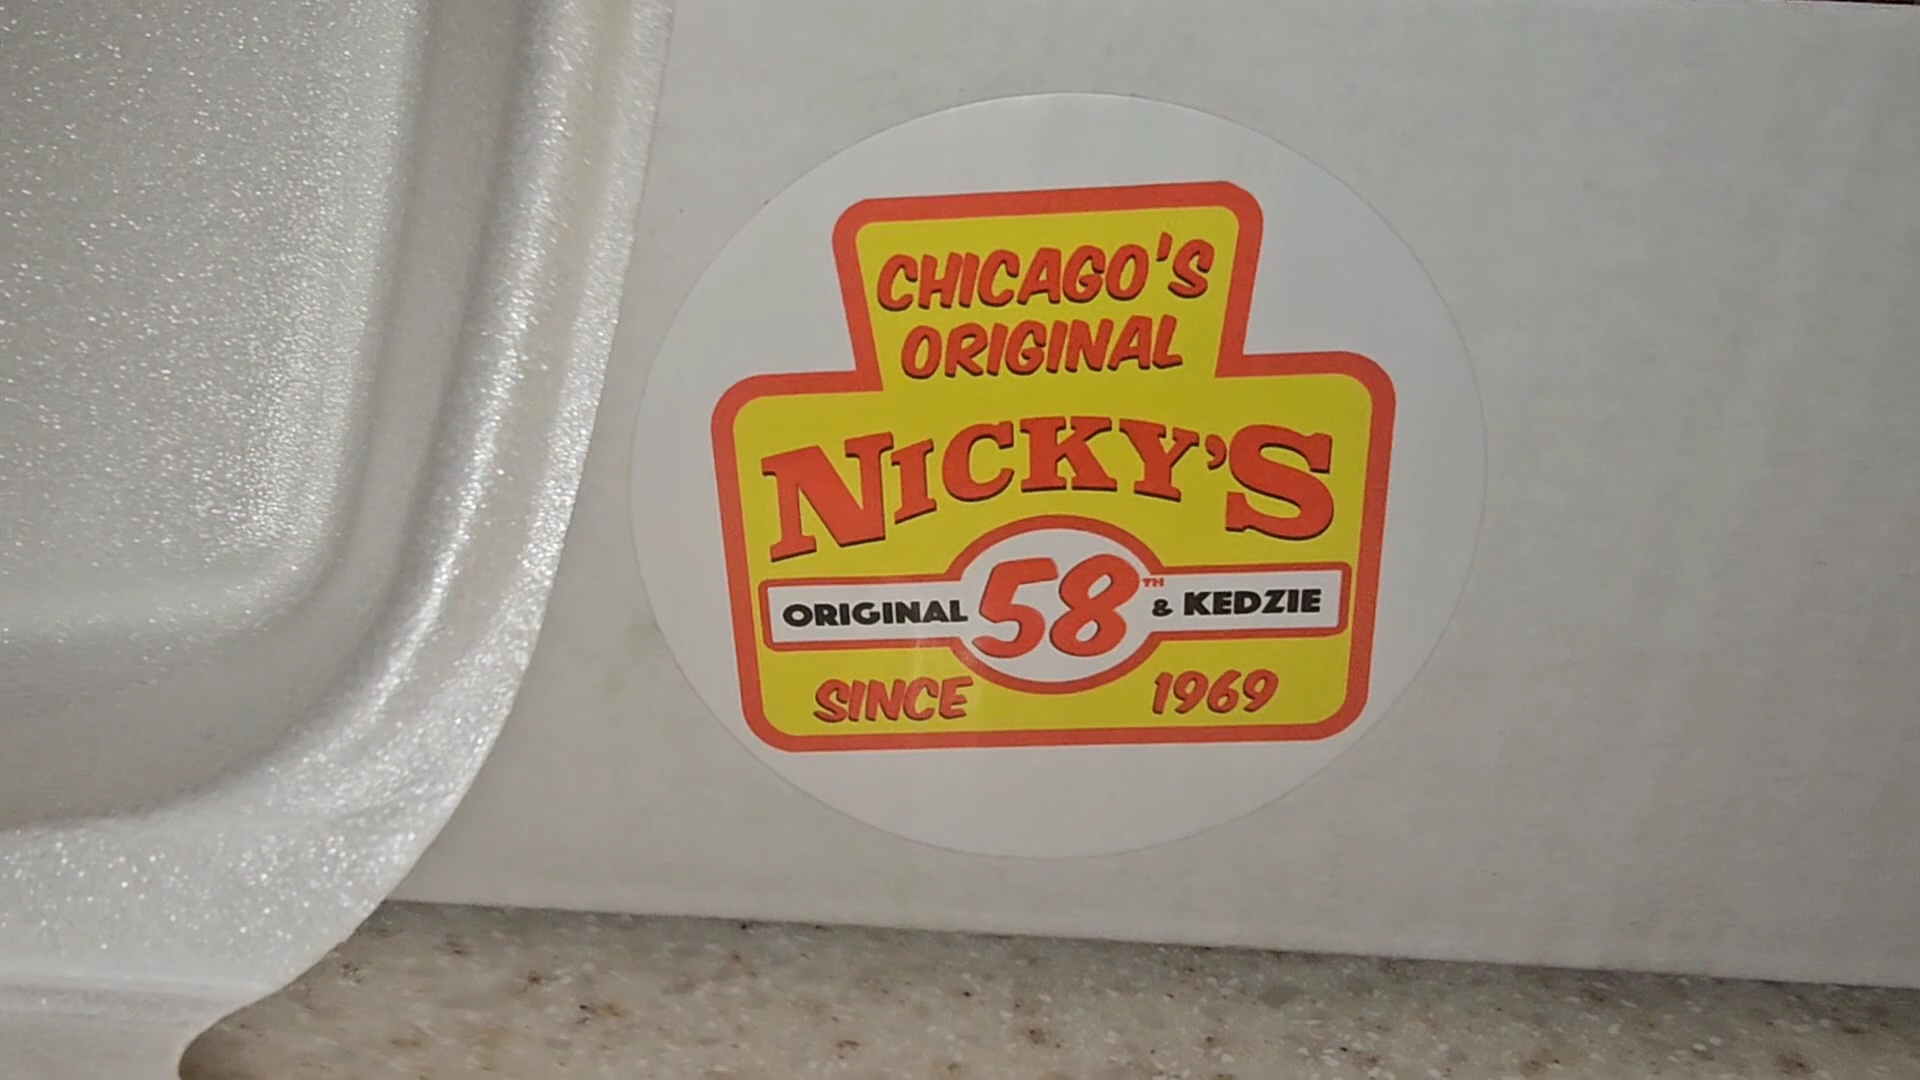 CHICAGO'S
ORIGINAL
NICKY'S
ORIGINAL 58TH & KEDZIE
SINCE 1969